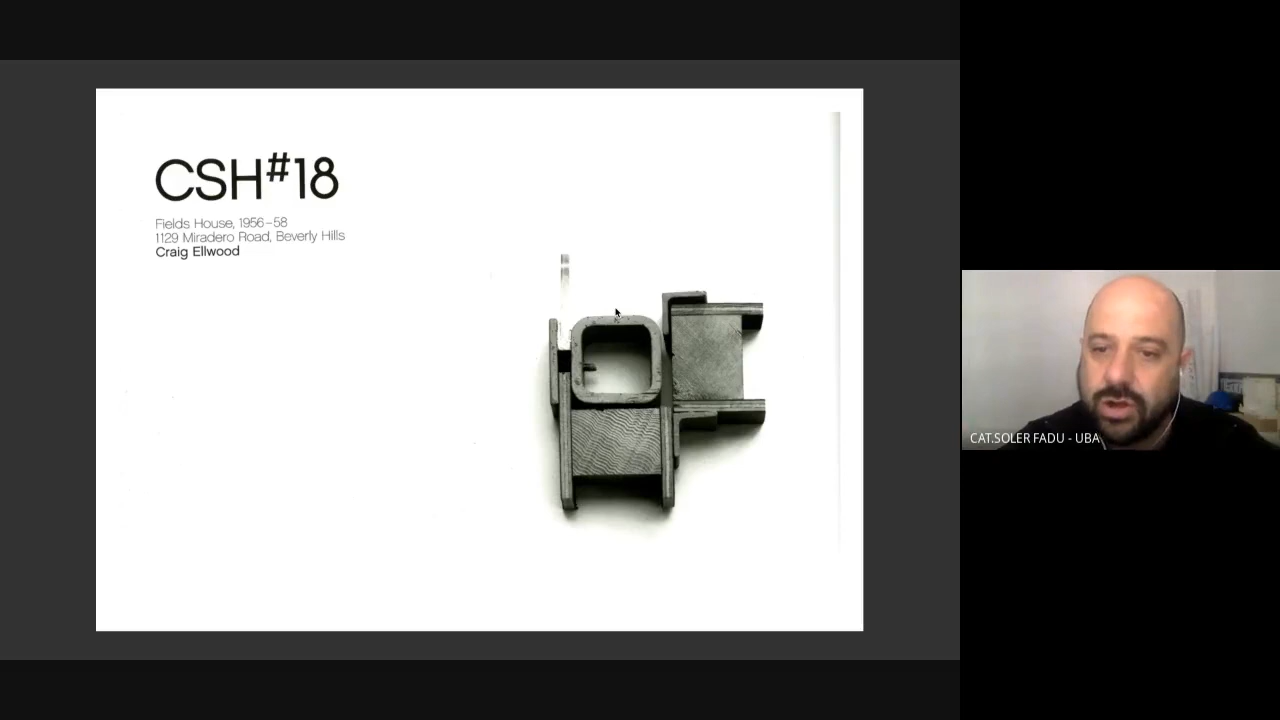 CSH#18
Fields House, 1956–58
1129 Miradero Road, Beverly Hills
Craig Ellwood
CAT.SOLER FADU - UBA